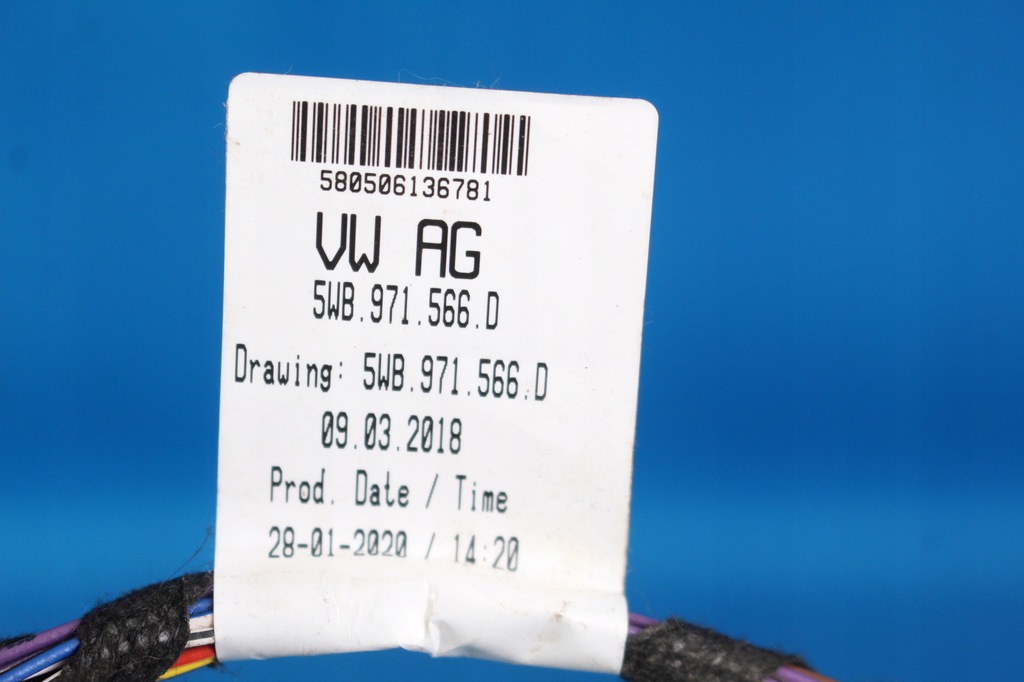 580506136781
VW AG
5WB.971.566.D
Drawing: 5WB.971.566.D
09.03.2018
Prod. Date / Time
28-01-2020 / 14:20